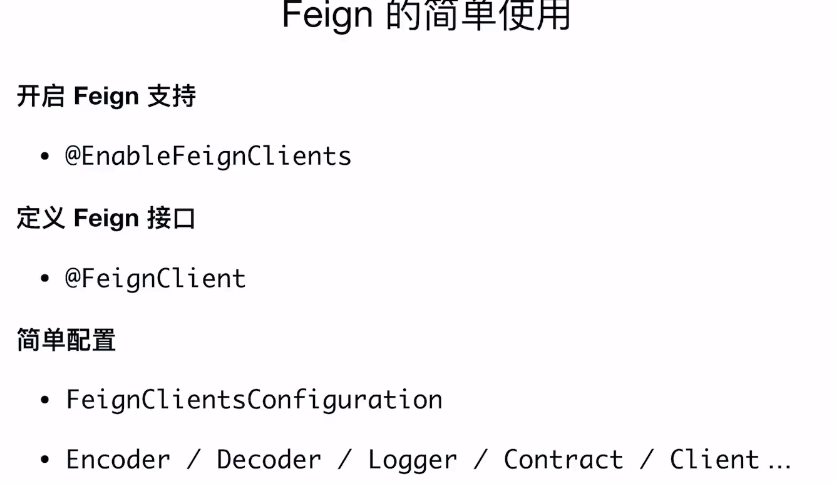 Feign 的简单使用
开启 Feign 支持
• @EnableFeignClients
定义 Feign 接口
• @FeignClient
简单配置
• FeignClientsConfiguration
• Encoder / Decoder / Logger / Contract / Client…